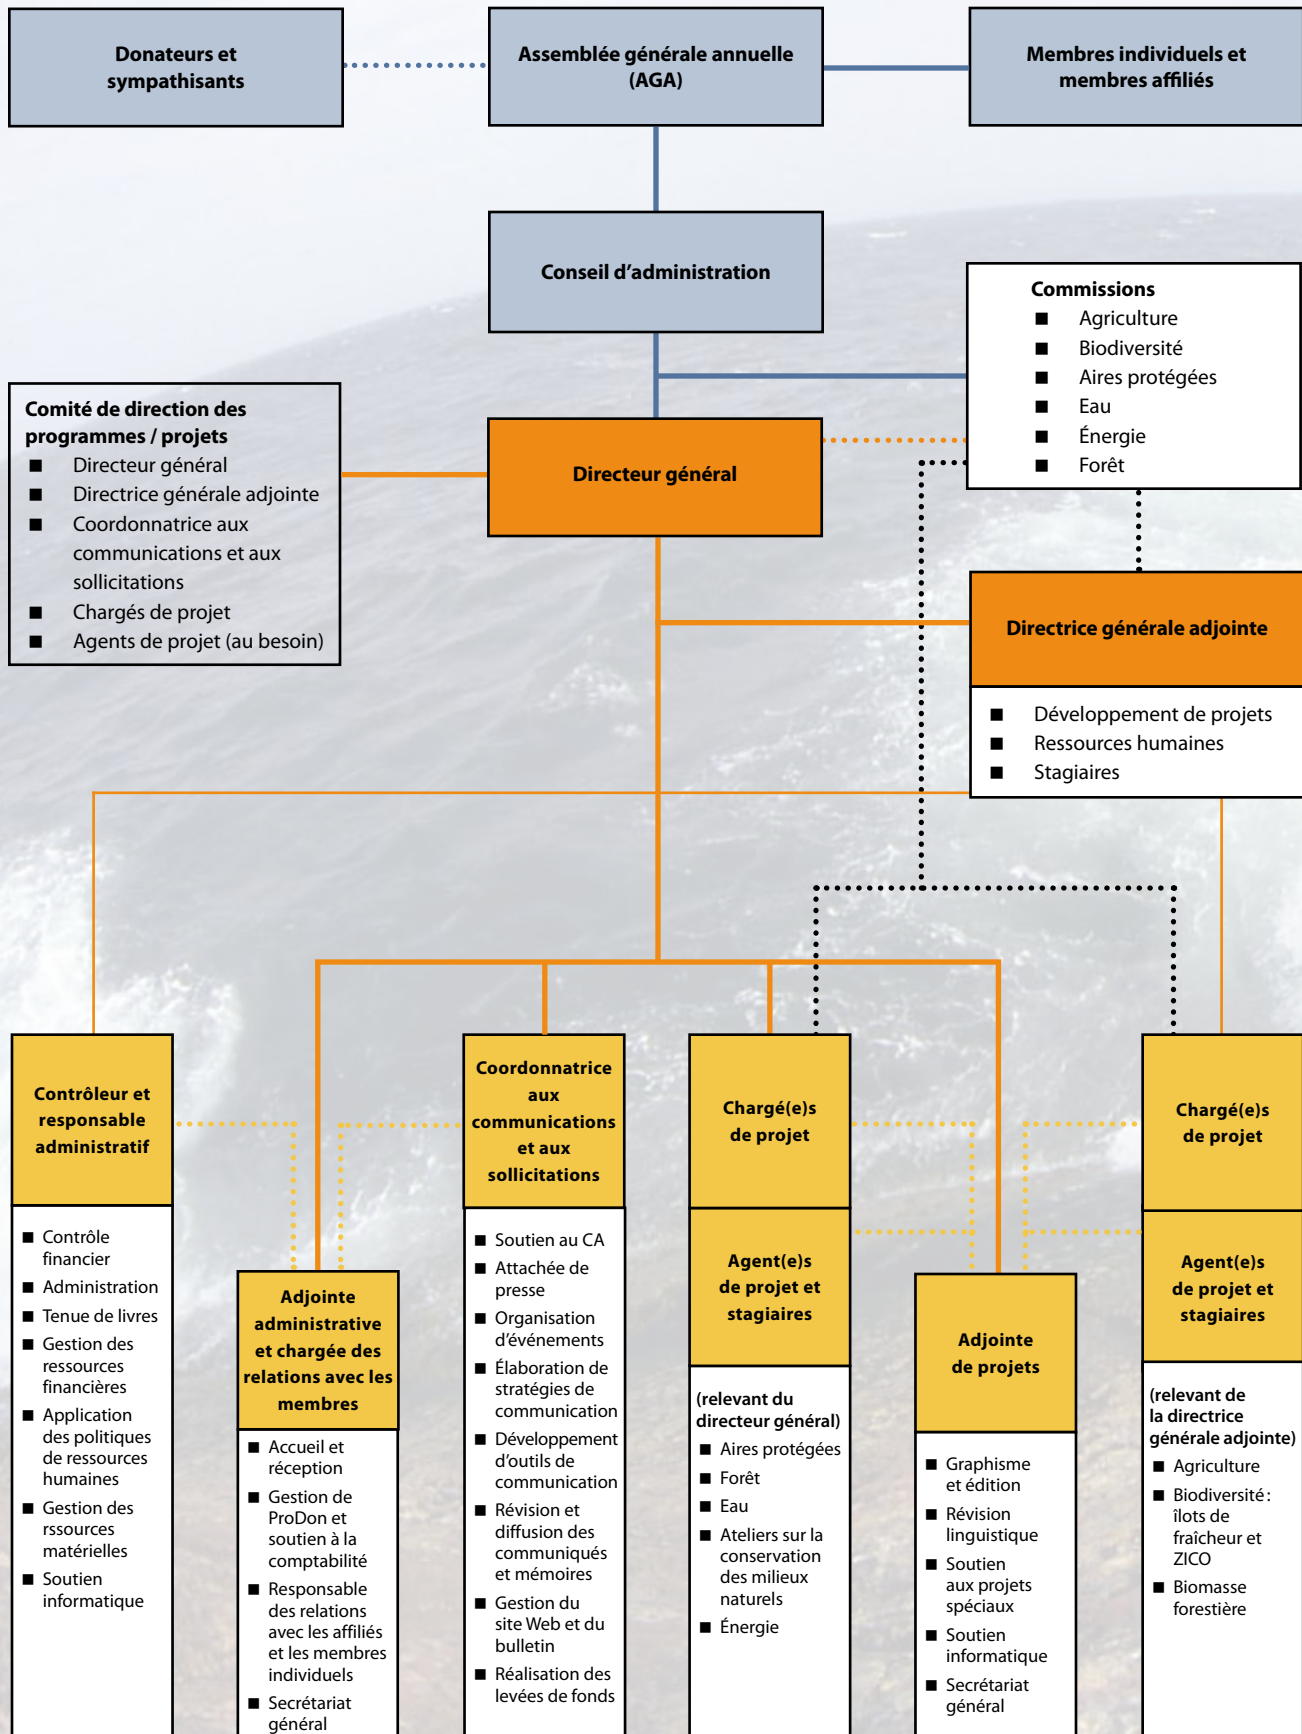 Donateurs et
sympathisants
Assemblée générale annuelle
(AGA)
Membres individuels et
membres affiliés
Conseil d'administration
Commissions
■ Agriculture
■ Biodiversité
■ Aires protégées
■ Eau
■ Énergie
■ Forêt
Comité de direction des
programmes / projets
■ Directeur général
■ Directrice générale adjointe
■ Coordonnatrice aux
communications et aux
sollicitations
■ Chargés de projet
■ Agents de projet (au besoin)
Directeur général
Directrice générale adjointe
■ Développement de projets
■ Ressources humaines
■ Stagiaires
Contrôleur et
responsable
administratif
■ Contrôle
financier
■ Administration
■ Tenue de livres
■ Gestion des
ressources
financières
■ Application
des politiques
de ressources
humaines
■ Gestion des
rssources
matérielles
■ Soutien
informatique
Adjointe
administrative
et chargée des
relations avec les
membres
■ Accueil et
réception
■ Gestion de
ProDon et
soutien à la
comptabilité
■ Responsable
des relations
avec les affiliés
et les membres
individuels
■ Secrétariat
général
Coordonnatrice
aux
communications
et aux
sollicitations
■ Soutien au CA
■ Attachée de
presse
■ Organisation
d'événements
■ Élaboration de
stratégies de
communication
■ Développement
d'outils de
communication
■ Révision et
diffusion des
communiqués
et mémoires
■ Gestion du
site Web et du
bulletin
■ Réalisation des
levées de fonds
Chargé(e)s
de projet
Agent(e)s
de projet et
stagiaires
(relevant du
directeur général)
■ Aires protégées
■ Forêt
■ Eau
■ Ateliers sur la
conservation
des milieux
naturels
■ Énergie
Adjointe
de projets
■ Graphisme
et édition
■ Révision
linguistique
■ Soutien
aux projets
spéciaux
■ Soutien
informatique
■ Secrétariat
général
Chargé(e)s
de projet
Agent(e)s
de projet et
stagiaires
(relevant de
la directrice
générale adjointe)
■ Agriculture
■ Biodiversité :
îlots de
fraîcheur et
ZICO
■ Biomasse
forestière